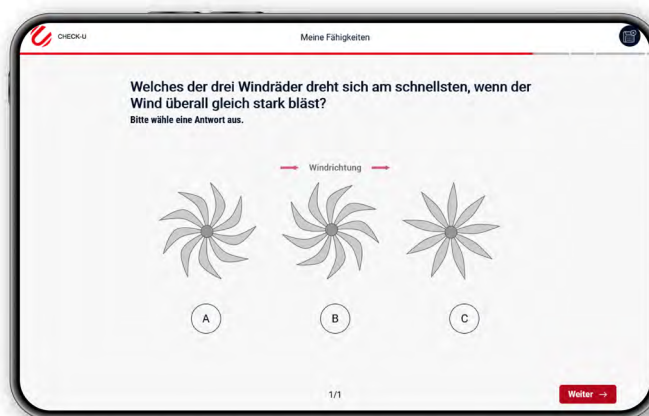 CHECK-U
Meine Fähigkeiten
Welches der drei Windräder dreht sich am schnellsten, wenn der
Wind überall gleich stark bläst?
Bitte wähle eine Antwort aus.
Windrichtung
A
B
C
1/1
Weiter →